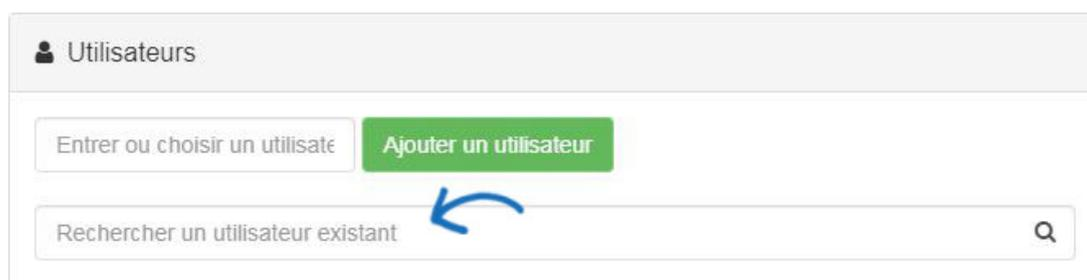 Utilisateurs
Entrer ou choisir un utilisate
Ajouter un utilisateur
Rechercher un utilisateur existant